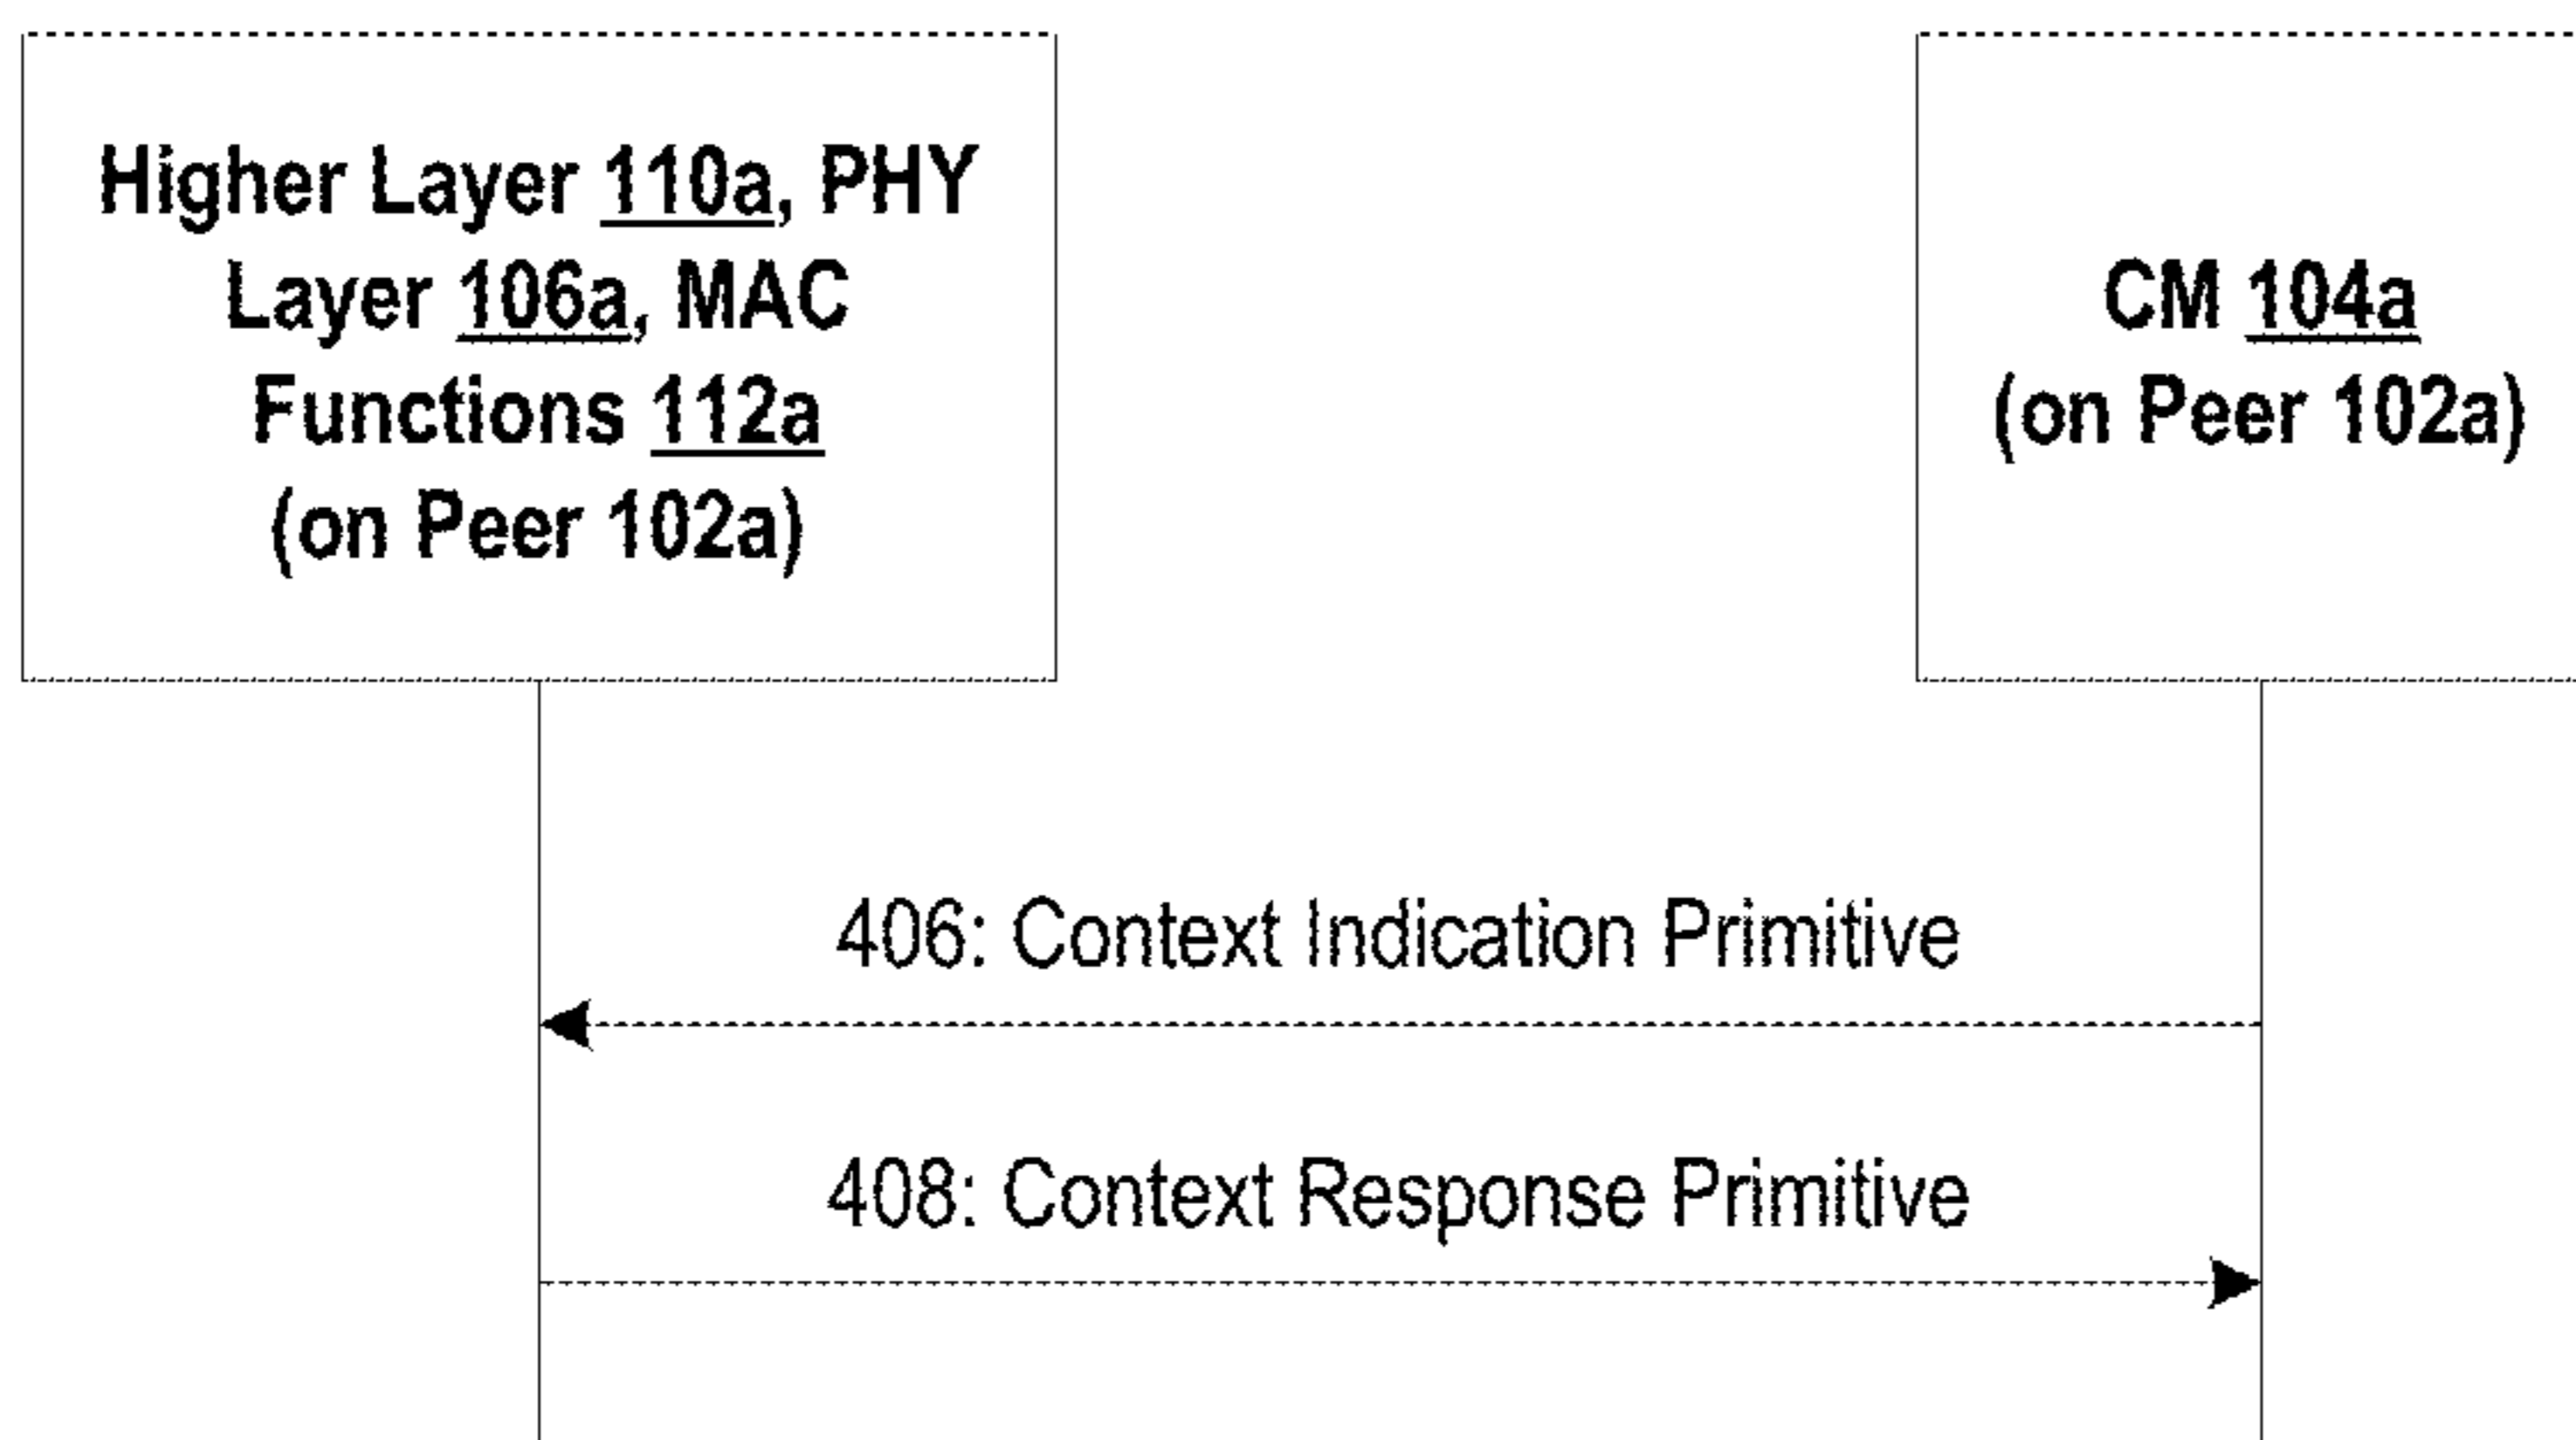 Higher Layer 110a, PHY
Layer 106a, MAC
Functions 112a
(on Peer 102a)
CM 104a
(on Peer 102a)
406: Context Indication Primitive
408: Context Response Primitive